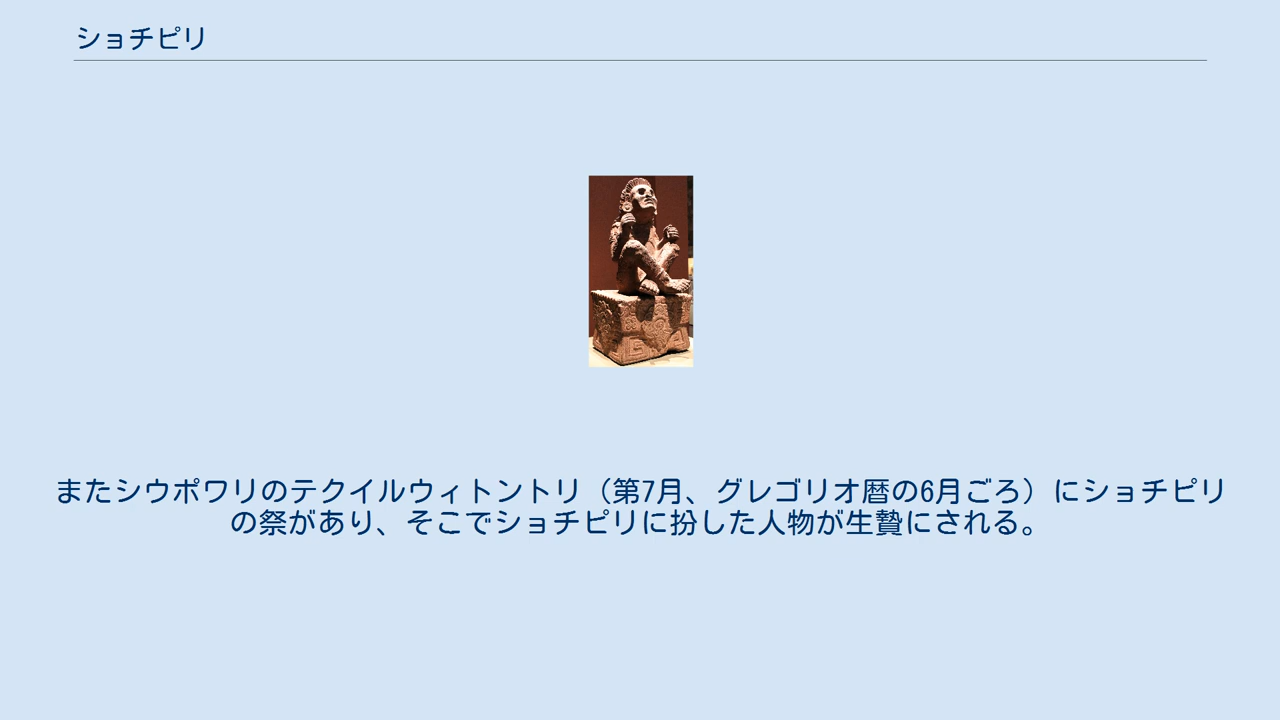 ショチピリ
またシウポワリのテクイルウィトントリ（第7月、グレゴリオ暦の6月ごろ）にショチピリ
の祭があり、そこでショチピリに扮した人物が生贄にされる。